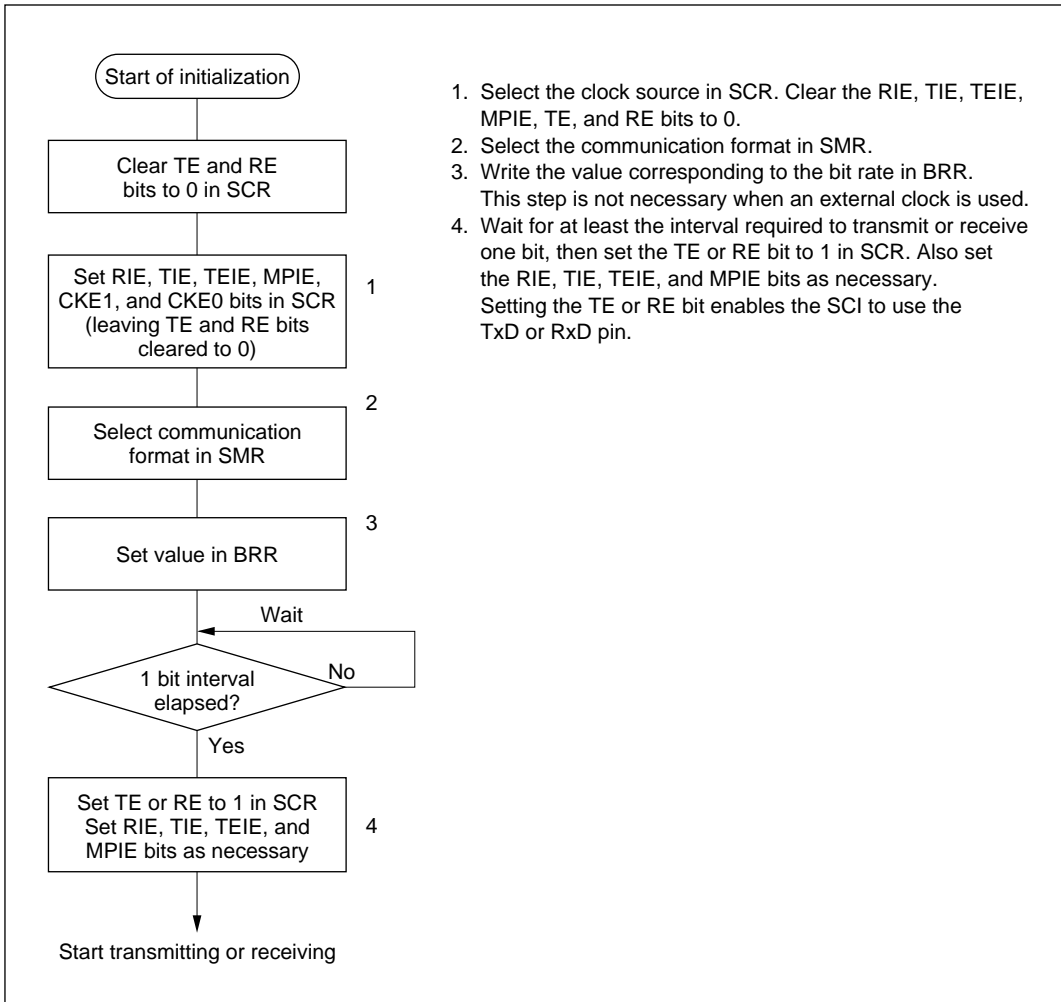 Start of initialization
Clear TE and RE
bits to 0 in SCR
Set RIE, TIE, TEIE, MPIE,
CKE1, and CKE0 bits in SCR
(leaving TE and RE bits
cleared to 0)
1
2
Select communication
format in SMR
3
Set value in BRR
Wait
1 bit interval
elapsed?
No
Yes
Set TE or RE to 1 in SCR
Set RIE, TIE, TEIE, and
MPIE bits as necessary
4
Start transmitting or receiving
1. Select the clock source in SCR. Clear the RIE, TIE, TEIE,
MPIE, TE, and RE bits to 0.
2. Select the communication format in SMR.
3. Write the value corresponding to the bit rate in BRR.
This step is not necessary when an external clock is used.
4. Wait for at least the interval required to transmit or receive
one bit, then set the TE or RE bit to 1 in SCR. Also set
the RIE, TIE, TEIE, and MPIE bits as necessary.
Setting the TE or RE bit enables the SCI to use the
TxD or RxD pin.